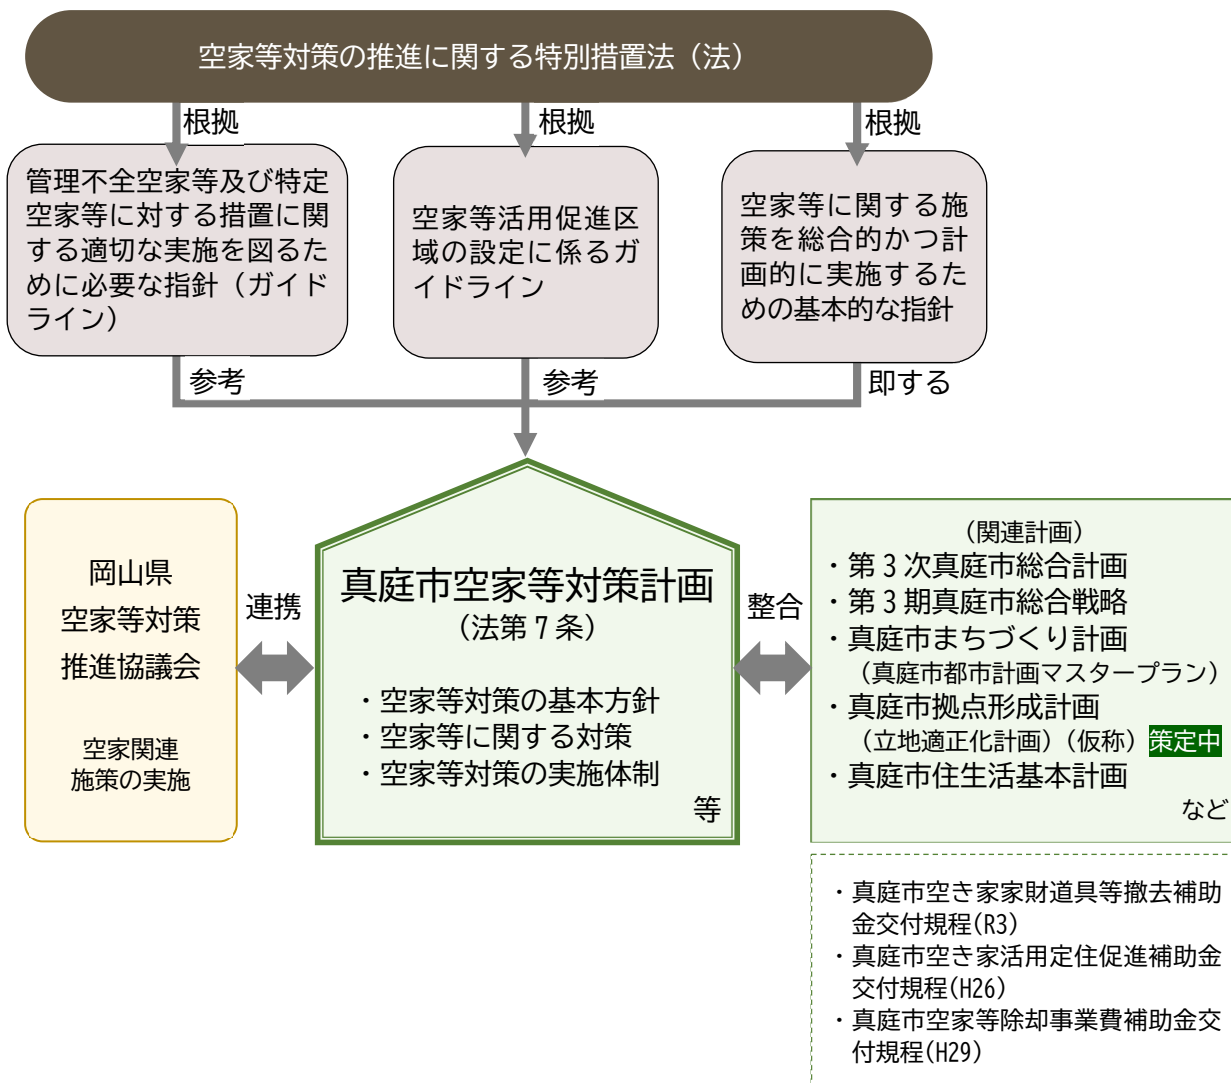 空家等対策の推進に関する特別措置法（法）
根拠
根拠
根拠
管理不全空家等及び特定
空家等に対する措置に関
する適切な実施を図るた
めに必要な指針（ガイド
ライン）
空家等活用促進区
域の設定に係るガ
イドライン
空家等に関する施
策を総合的かつ計
画的に実施するた
めの基本的な指針
参考
参考
即する
岡山県
空家等対策
推進協議会
空家関連
施策の実施
連携
真庭市空家等対策計画
（法第７条）
・空家等対策の基本方針
・空家等に関する対策
・空家等対策の実施体制
等
整合
（関連計画）
・第３次真庭市総合計画
・第３期真庭市総合戦略
・真庭市まちづくり計画
（真庭市都市計画マスタープラン）
・真庭市拠点形成計画
（立地適正化計画）（仮称）策定中
・真庭市住生活基本計画
など
・真庭市空き家家財道具等撤去補助
金交付規程(R3)
・真庭市空き家活用定住促進補助金
交付規程(H26)
・真庭市空家等除却事業費補助金交
付規程(H29)